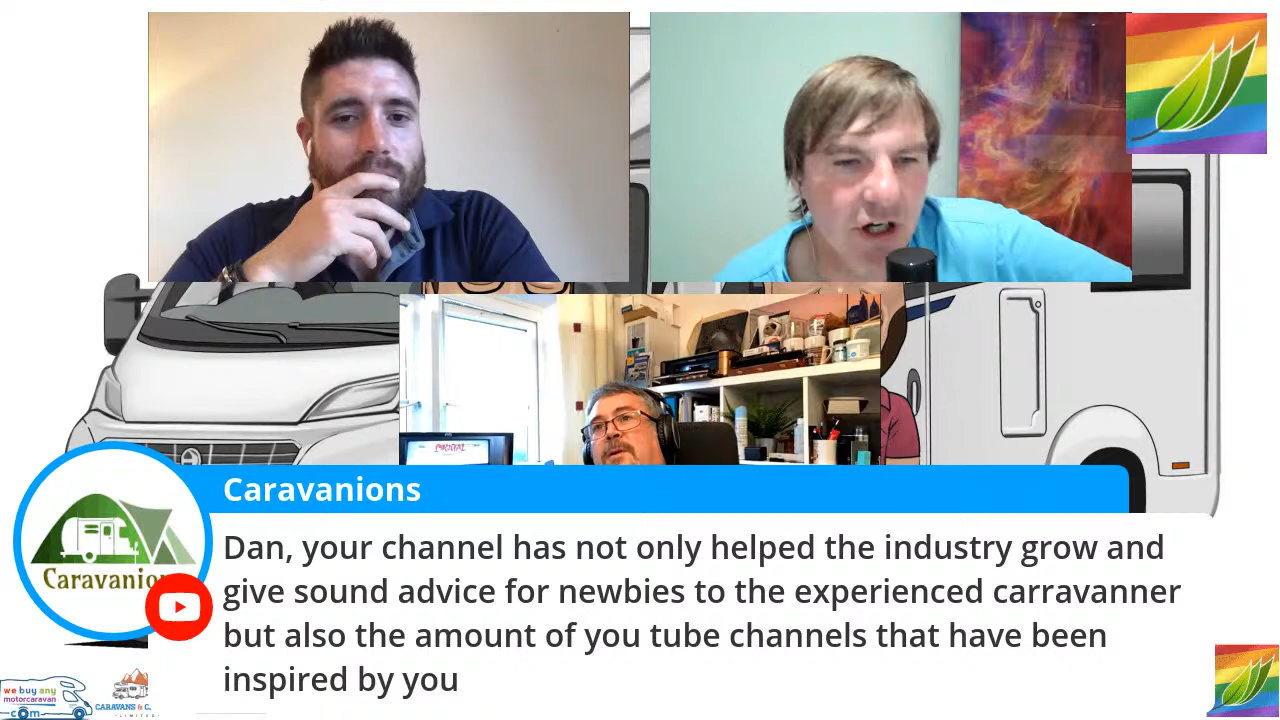 Caravanions
Dan, your channel has not only helped the industry grow and
give sound advice for newbies to the experienced carravanner
but also the amount of you tube channels that have been
inspired by you
Caravanio
we buy any
motorcaravan
.com
CARAVANS & C.
- LIMITED -